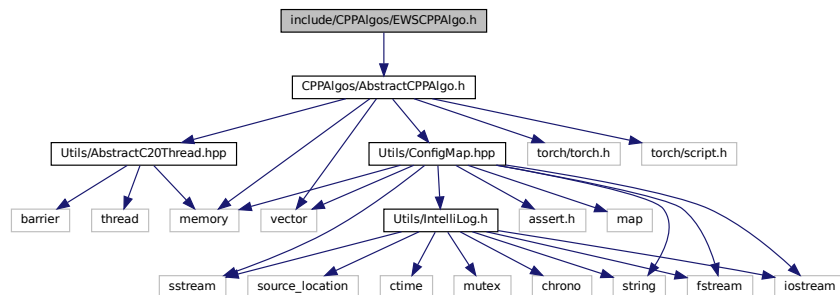 include/CPPAlgos/EWSCPPAlgo.h
CPPAlgos/AbstractCPPAlgo.h
Utils/AbstractC20Thread.hpp
Utils/ConfigMap.hpp
torch/torch.h
torch/script.h
barrier
thread
memory
vector
Utils/IntelliLog.h
assert.h
map
sstream
source_location
ctime
mutex
chrono
string
fstream
iostream